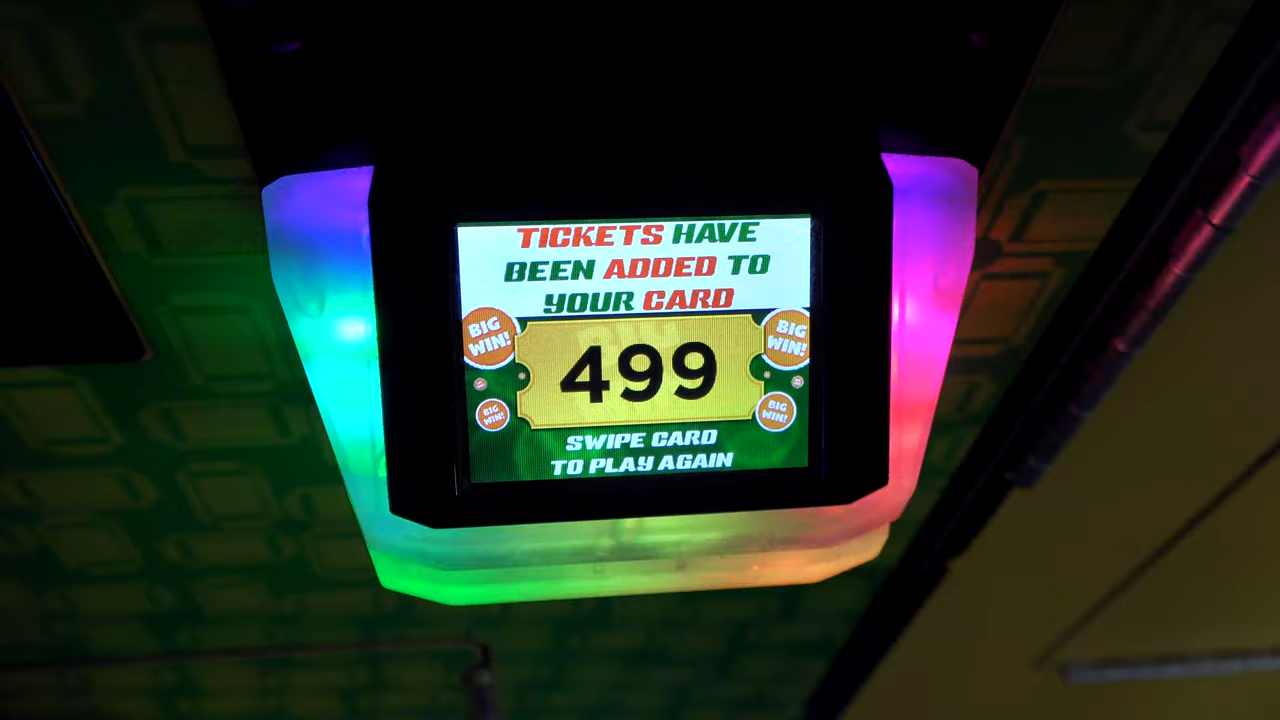 TICKETS HAVE
BEEN ADDED TO
YOUR CARD
BIG
WIN!
BIG
WIN!
499
BIG
WIN!
BIG
WIN!
SWIPE CARD
TO PLAY AGAIN